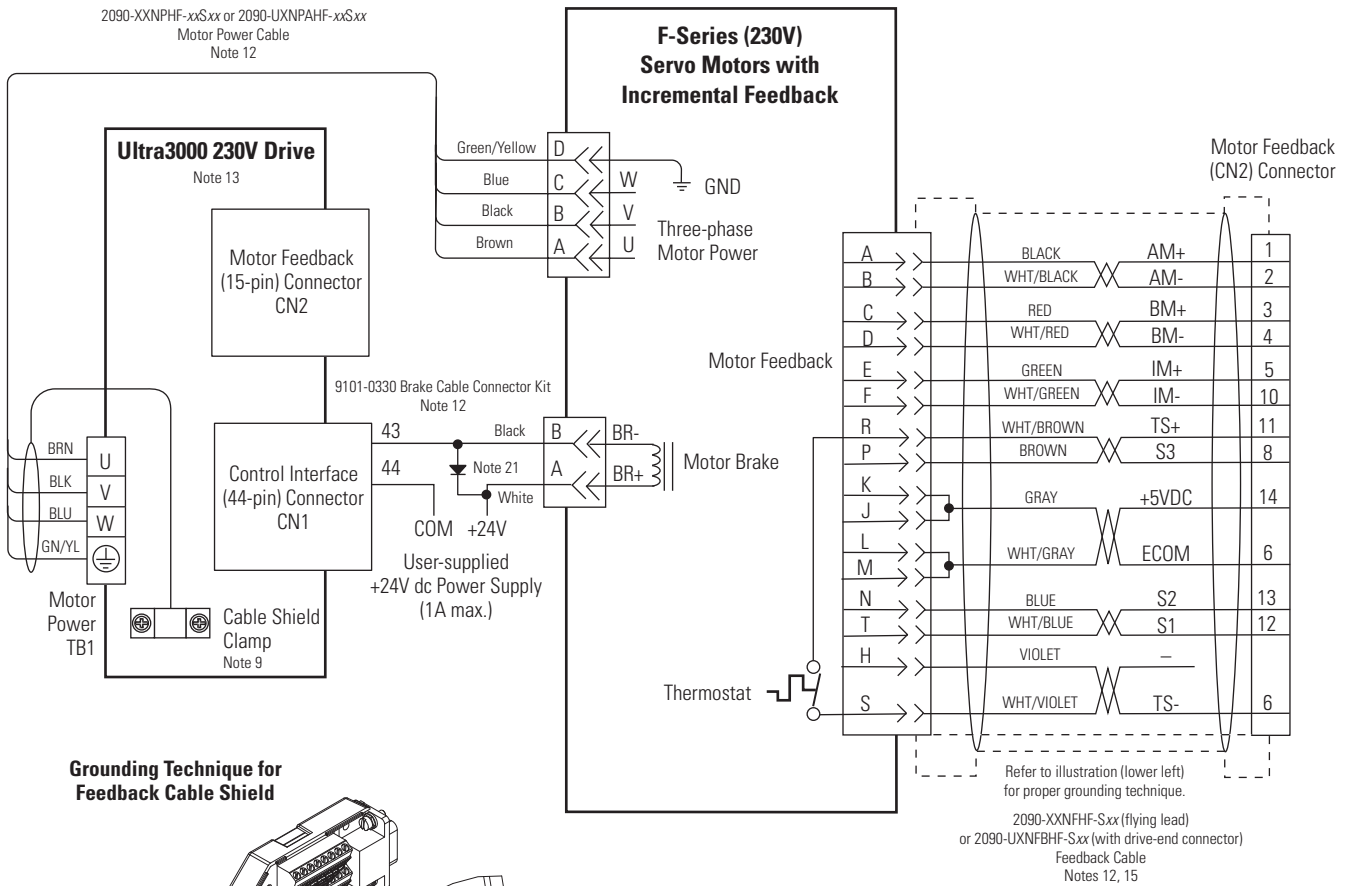 2090-XXNPHF-xxSxx or 2090-UXNPAHF-xxSxx
Motor Power Cable
Note 12
F-Series (230V)
Servo Motors with
Incremental Feedback
Ultra3000 230V Drive
Note 13
Motor Feedback
(15-pin) Connector
CN2
Green/Yellow D
Blue C W GND
Black B V
Brown A U
Three-phase
Motor Power
Motor Feedback
(CN2) Connector
A BLACK AM+ 1
B WHT/BLACK AM- 2
C RED BM+ 3
D WHT/RED BM- 4
Motor Feedback
E GREEN IM+ 5
F WHT/GREEN IM- 10
R WHT/BROWN TS+ 11
P BROWN S3 8
K GRAY +5VDC 14
J
L WHT/GRAY ECOM 6
M
N BLUE S2 13
T WHT/BLUE S1 12
H VIOLET –
S WHT/VIOLET TS- 6
Thermostat
9101-0330 Brake Cable Connector Kit
Note 12
Control Interface
(44-pin) Connector
CN1
43 Black B BR-
44 Note 21 A BR+
White
Motor Brake
COM +24V
User-supplied
+24V dc Power Supply
(1A max.)
BRN U
BLK V
BLU W
GN/YL
Motor
Power
TB1
Cable Shield
Clamp
Note 9
Grounding Technique for
Feedback Cable Shield
Refer to illustration (lower left)
for proper grounding technique.
2090-XXNFHF-Sxx (flying lead)
or 2090-UXNFBHF-Sxx (with drive-end connector)
Feedback Cable
Notes 12, 15